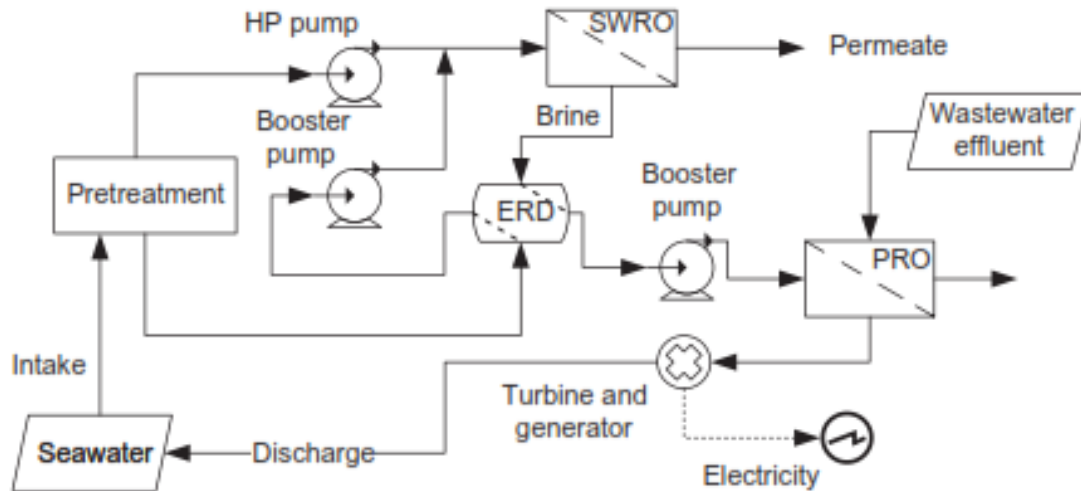 HP pump
SWRO
Permeate
Brine
Wastewater
effluent
Booster
pump
Pretreatment
ERD
Booster
pump
PRO
Intake
Turbine and
generator
Seawater
Discharge
Electricity